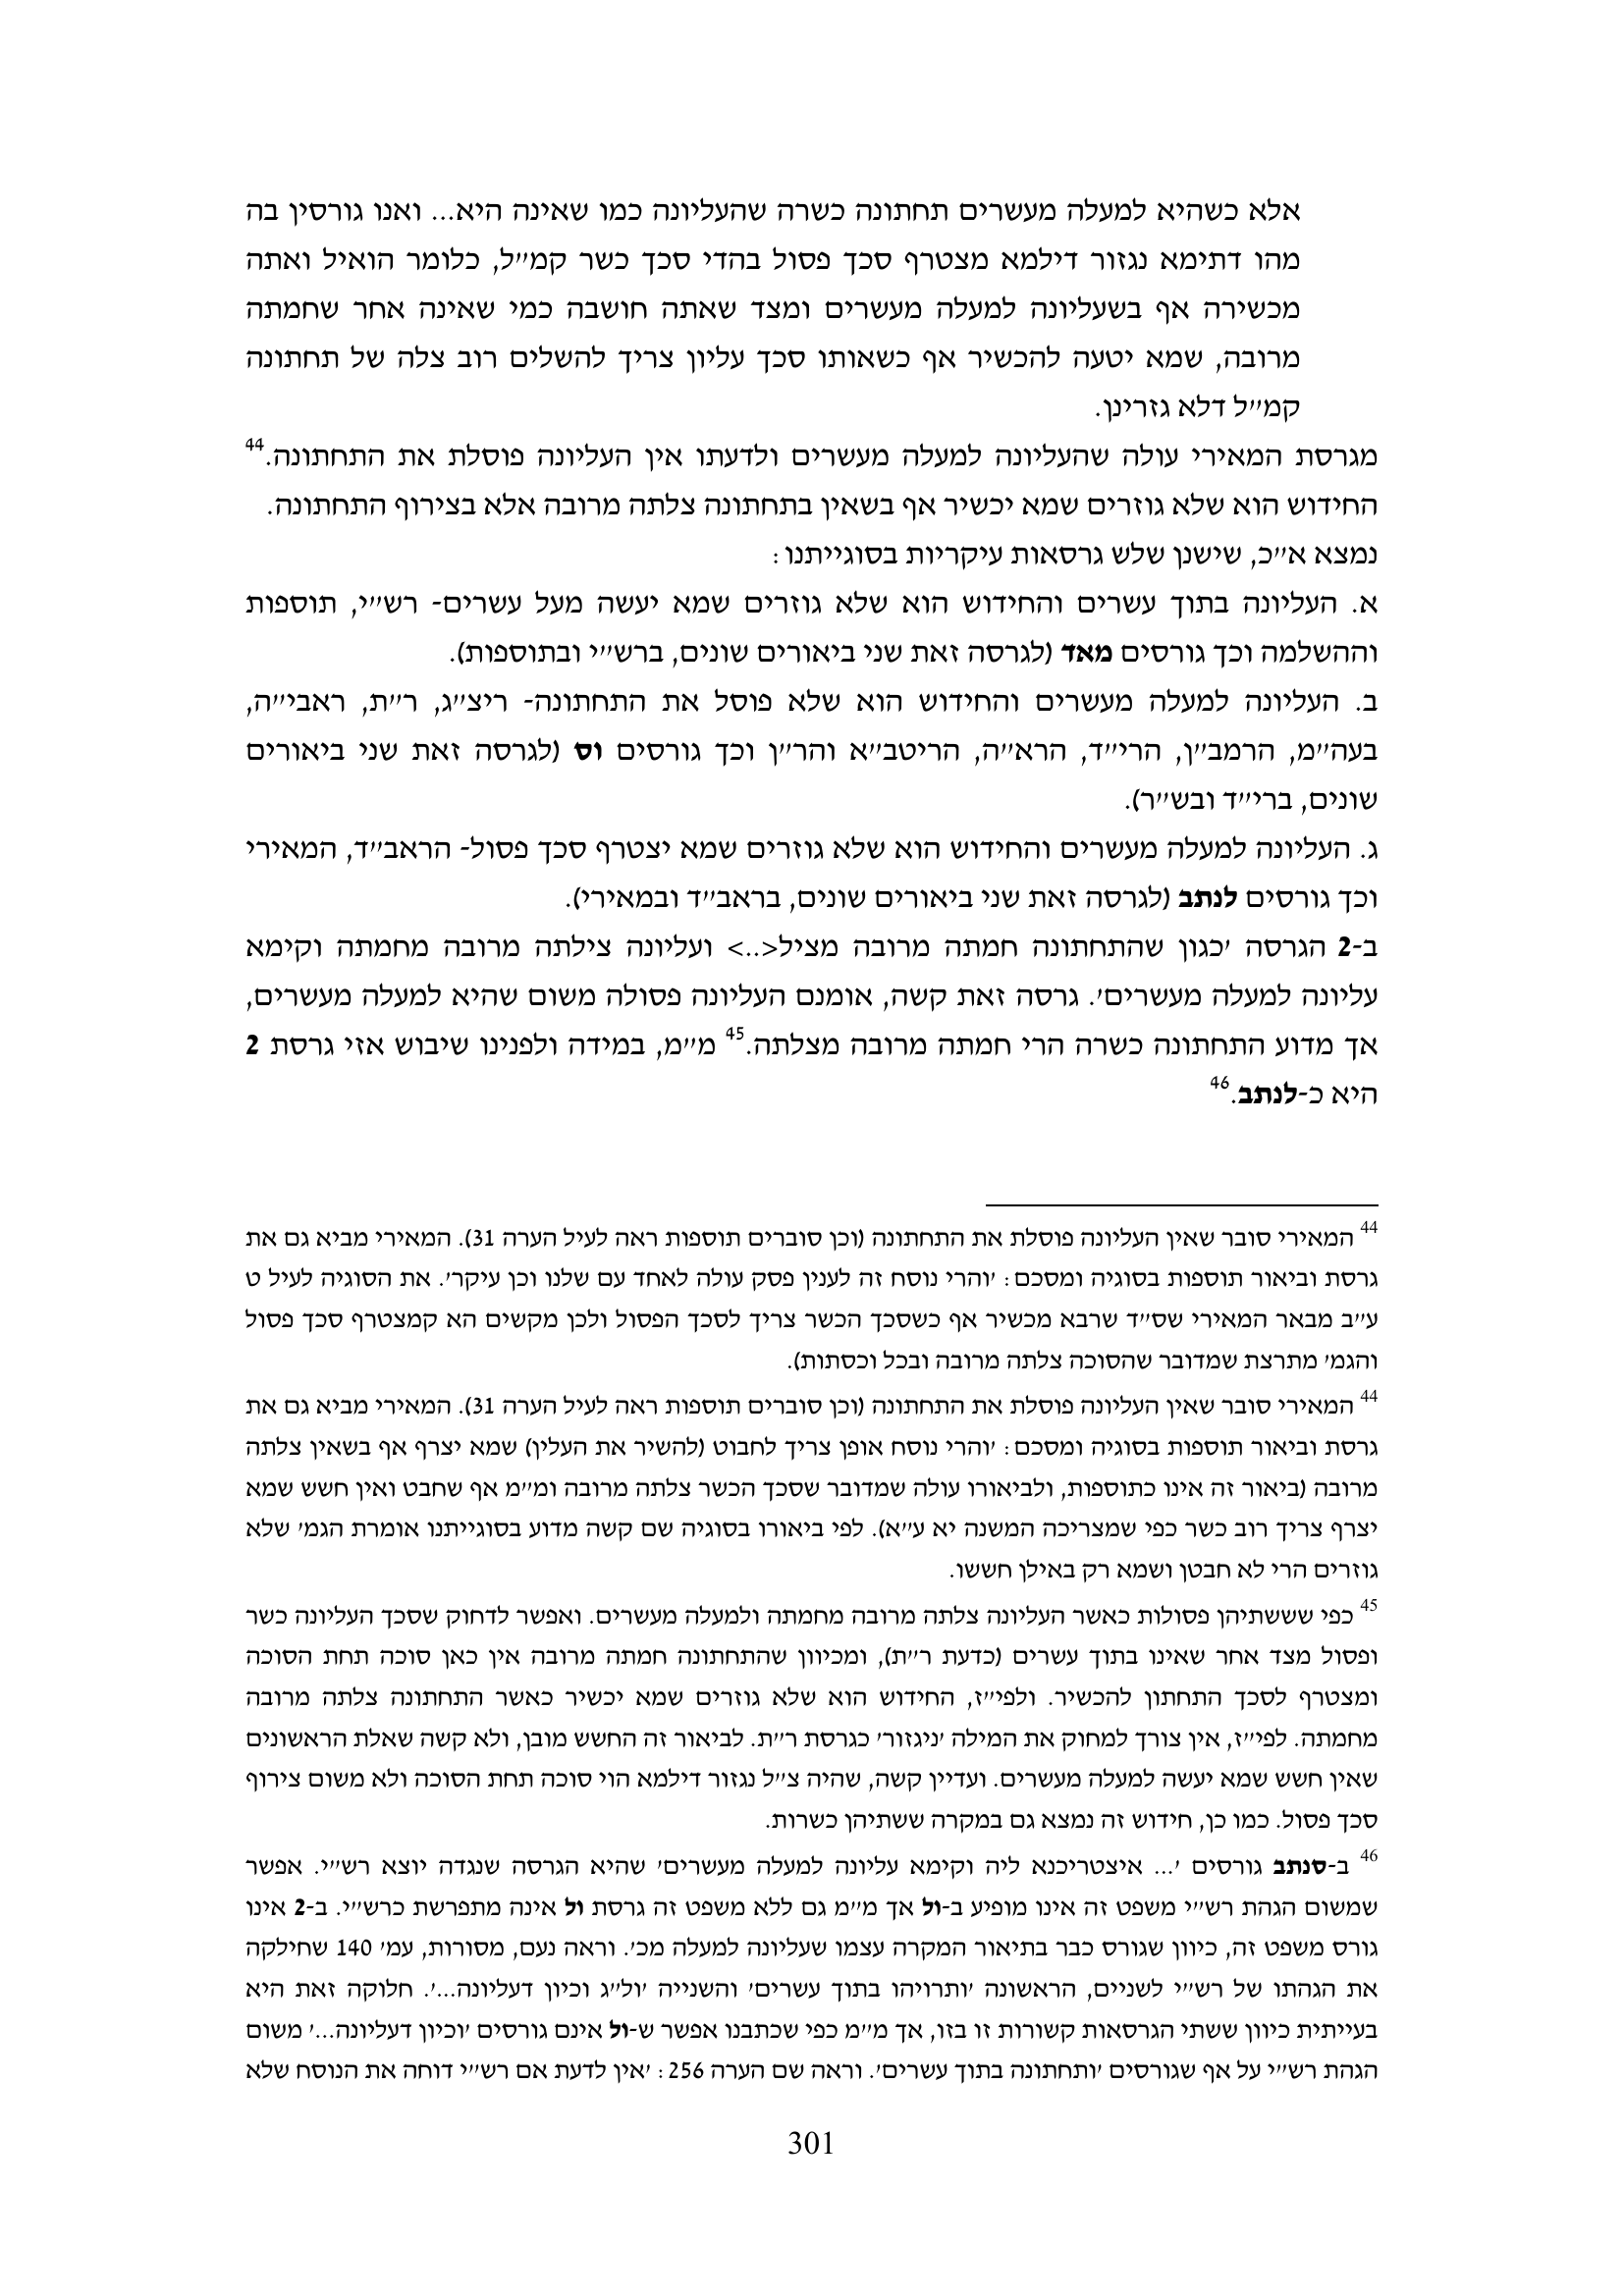 אלא כשהיא למעלה מעשרים תחתונה כשרה שהעליונה כמו שאינה היא... ואנו גורסין בה
מהו דתימא נגזור דילמא מצטרף סכך פסול בהדי סכך כשר קמ״ל, כלומר הואיל ואתה
מכשירה אף בשעליונה למעלה מעשרים ומצד שאתה חושבה כמי שאינה אחר שחמתה
מרובה, שמא יטעה להכשיר אף כשאותו סכך עליון צריך להשלים רוב צלה של תחתונה
קמ״ל דלא גזרינן.
מגרסת המאירי עולה שהעליונה למעלה מעשרים ולדעתו אין העליונה פוסלת את התחתונה.44
החידוש הוא שלא גוזרים שמא יכשיר אף בשאין בתחתונה צלתה מרובה אלא בצירוף התחתונה.
נמצא א״כ, שישנן שלש גרסאות עיקריות בסוגייתנו:
א. העליונה בתוך עשרים והחידוש הוא שלא גוזרים שמא יעשה מעל עשרים- רש״י, תוספות
וההשלמה וכך גורסים מאד (לגרסה זאת שני ביאורים שונים, ברש״י ובתוספות).
ב. העליונה למעלה מעשרים והחידוש הוא שלא פוסל את התחתונה- ריצ״ג, ר״ת, ראבי״ה,
בעה״מ, הרמב״ן, הרי״ד, הרא״ה, הריטב״א והר״ן וכך גורסים וס (לגרסה זאת שני ביאורים
שונים, ברי״ד ובש״ר).
ג. העליונה למעלה מעשרים והחידוש הוא שלא גוזרים שמא יצטרף סכך פסול- הראב״ד, המאירי
וכך גורסים לנתב (לגרסה זאת שני ביאורים שונים, בראב״ד ובמאירי).
ב-2 הגרסה ׳כגון שהתחתונה חמתה מרובה מציל<..> ועליונה צילתה מרובה מחמתה וקימא
עליונה למעלה מעשרים׳. גרסה זאת קשה, אומנם העליונה פסולה משום שהיא למעלה מעשרים,
אך מדוע התחתונה כשרה הרי חמתה מרובה מצלתה.45 מ״מ, במידה ולפנינו שיבוש אזי גרסת 2
היא כ-לנתב.46
44 המאירי סובר שאין העליונה פוסלת את התחתונה (וכן סוברים תוספות ראה לעיל הערה 31). המאירי מביא גם את
גרסת וביאור תוספות בסוגיה ומסכם: ׳והרי נוסח זה לענין פסק עולה לאחד עם שלנו וכן עיקר׳. את הסוגיה לעיל ט
ע״ב מבאר המאירי שס״ד שרבא מכשיר אף כשסכך הכשר צריך לסכך הפסול ולכן מקשים הא קמצטרף סכך פסול
והגמ׳ מתרצת שמדובר שהסוכה צלתה מרובה ובכל וכסתות).
44 המאירי סובר שאין העליונה פוסלת את התחתונה (וכן סוברים תוספות ראה לעיל הערה 31). המאירי מביא גם את
גרסת וביאור תוספות בסוגיה ומסכם: ׳והרי נוסח אופן צריך לחבוט (להשיר את העלין) שמא יצרף אף בשאין צלתה
מרובה (ביאור זה אינו כתוספות, ולביאורו עולה שמדובר שסכך הכשר צלתה מרובה ומ״מ אף שחבט ואין חשש שמא
יצרף צריך רוב כשר כפי שמצריכה המשנה יא ע״א). לפי ביאורו בסוגיה שם קשה מדוע בסוגייתנו אומרת הגמ׳ שלא
גוזרים הרי לא חבטן ושמא רק באילן חששו.
45 כפי שששתיהן פסולות כאשר העליונה צלתה מרובה מחמתה ולמעלה מעשרים. ואפשר לדחוק שסכך העליונה כשר
ופסול מצד אחר שאינו בתוך עשרים (כדעת ר״ת), ומכיוון שהתחתונה חמתה מרובה אין כאן סוכה תחת הסוכה
ומצטרף לסכך התחתון להכשיר. ולפי״ז, החידוש הוא שלא גוזרים שמא יכשיר כאשר התחתונה צלתה מרובה
מחמתה. לפי״ז, אין צורך למחוק את המילה ׳ניגזור׳ כגרסת ר״ת. לביאור זה החשש מובן, ולא קשה שאלת הראשונים
שאין חשש שמא יעשה למעלה מעשרים. ועדיין קשה, שהיה צ״ל נגזור דילמא הוי סוכה תחת הסוכה ולא משום צירוף
סכך פסול. כמו כן, חידוש זה נמצא גם במקרה ששתיהן כשרות.
46 ב-סנתב גורסים ׳... איצטריכנא ליה וקימא עליונה למעלה מעשרים׳ שהיא הגרסה שנגדה יוצא רש״י. אפשר
שמשום הגהת רש״י משפט זה אינו מופיע ב-ול אך מ״מ גם ללא משפט זה גרסת ול אינה מתפרשת כרש״י. ב-2 אינו
גורס משפט זה, כיוון שגורס כבר בתיאור המקרה עצמו שעליונה למעלה מכ׳. וראה נעם, מסורות, עמ׳ 140 שחילקה
את הגהתו של רש״י לשניים, הראשונה ׳ותרויהו בתוך עשרים׳ והשנייה ׳ול״ג וכיון דעליונה...׳. חלוקה זאת היא
בעייתית כיוון ששתי הגרסאות קשורות זו בזו, אך מ״מ כפי שכתבנו אפשר ש-ול אינם גורסים ׳וכיון דעליונה...׳ משום
הגהת רש״י על אף שגורסים ׳ותחתונה בתוך עשרים׳. וראה שם הערה 256: ׳אין לדעת אם רש״י דוחה את הנוסח שלא
301